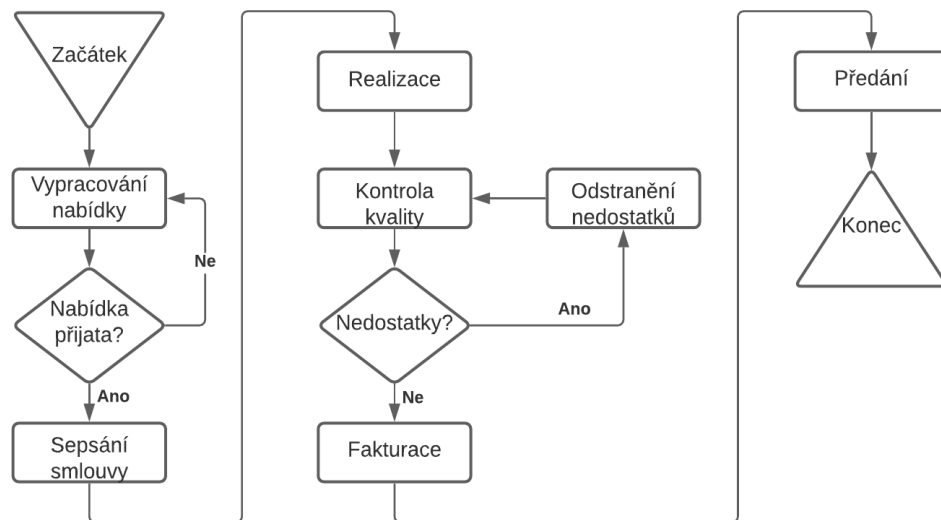 Začátek
Vypracování
nabídky
Ne
Nabídka
přijata?
Ano
Sepsání
smlouvy
Realizace
Kontrola
kvality
Odstranění
nedostatků
Nedostatky?
Ano
Ne
Fakturace
Předání
Konec